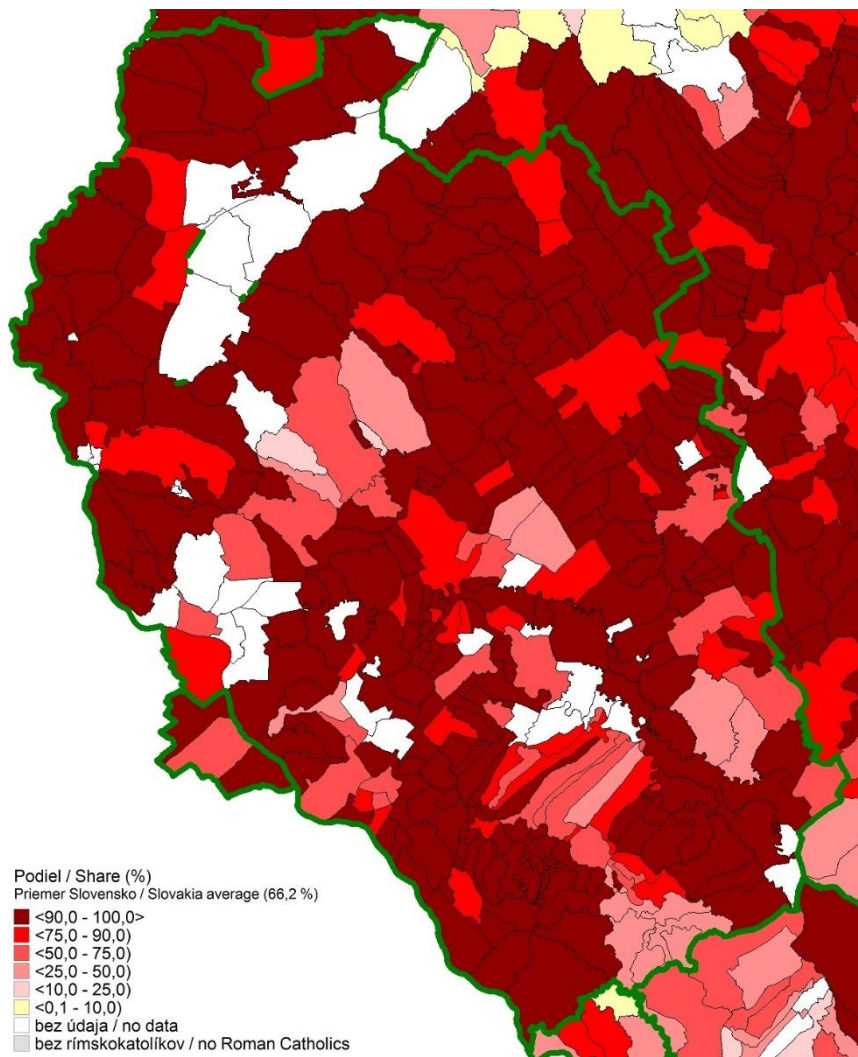 Podiel / Share (%)
Priemer Slovensko / Slovakia average (66,2 %)
<90,0 - 100,0>
<75,0 - 90,0)
<50,0 - 75,0)
<25,0 - 50,0)
<10,0 - 25,0)
<0,1 - 10,0)
bez údaja / no data
bez rímskokatolíkov / no Roman Catholics